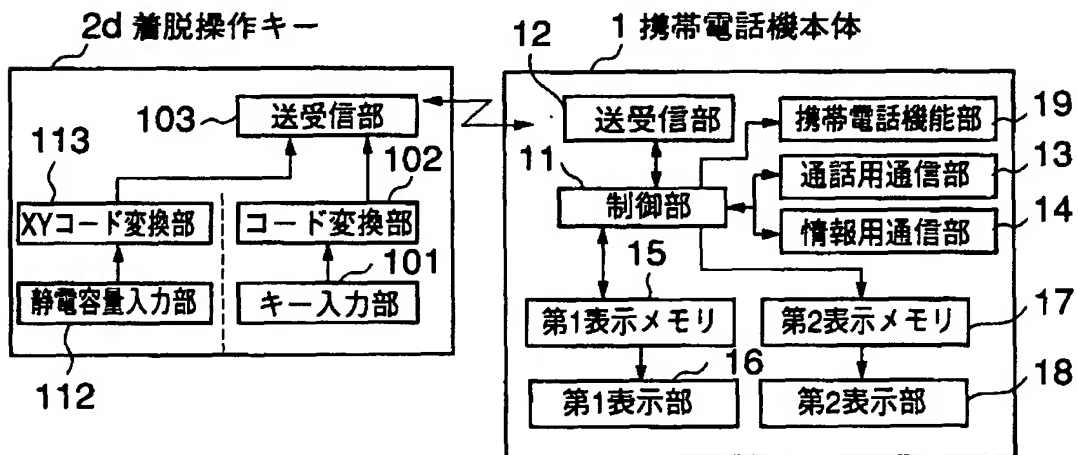 2d 着脱操作キー
103
送受信部
113
102
XYコード変換部
コード変換部
101
静電容量入力部
キー入力部
112
1 携帯電話機本体
12
送受信部
携帯電話機能部
19
11
通話用通信部
13
制御部
情報用通信部
14
15
第1表示メモリ
第2表示メモリ
17
16
第1表示部
第2表示部
18